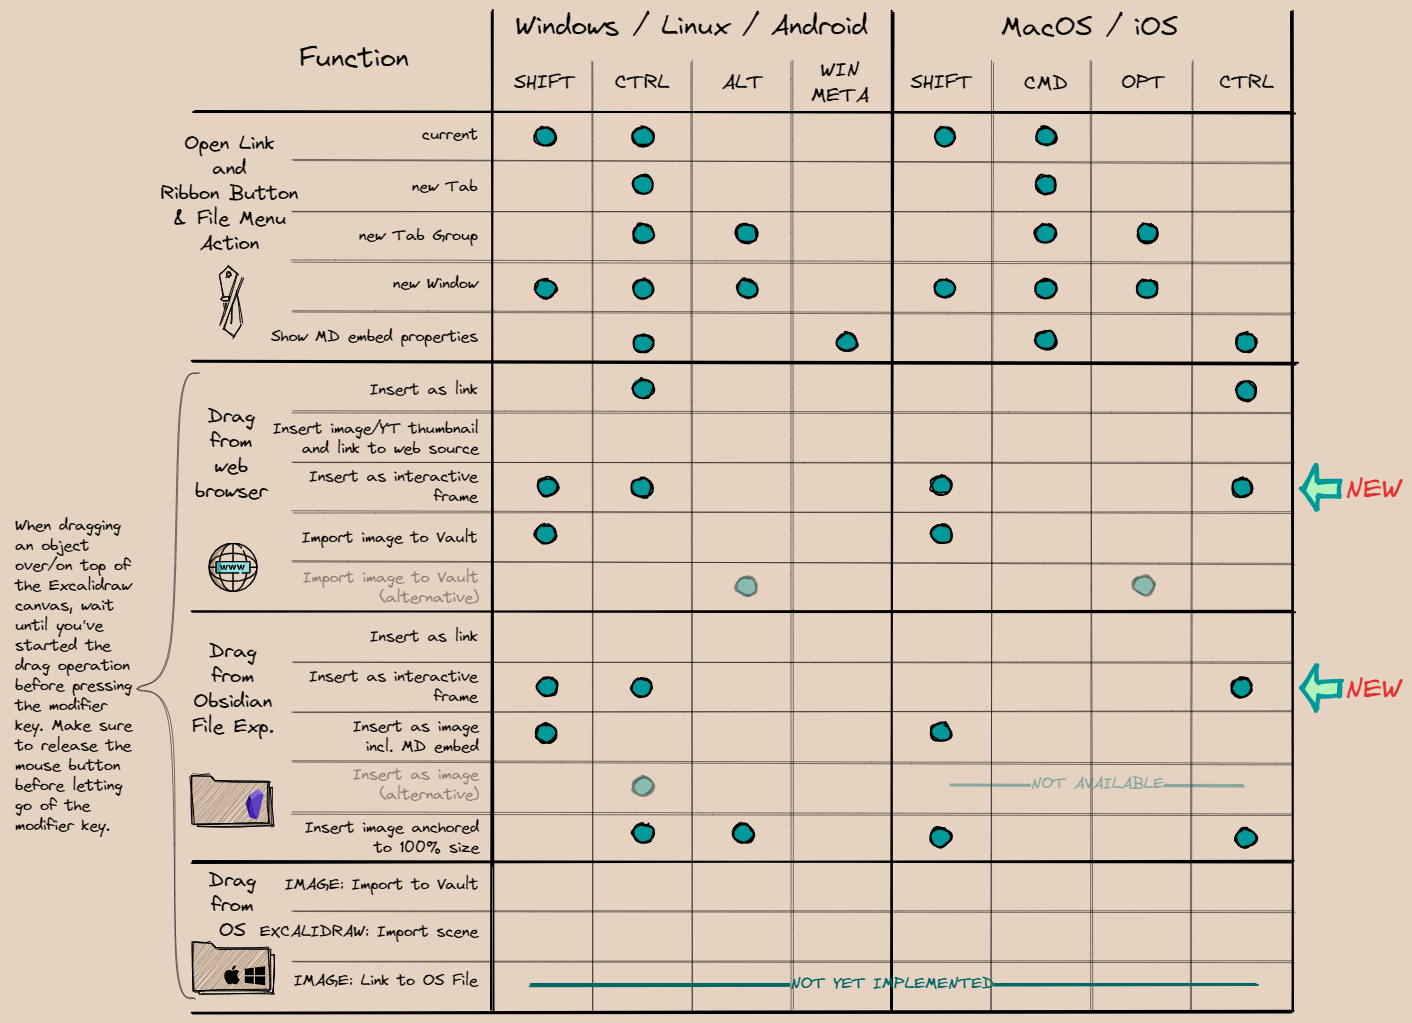 Windows / Linux / Android
MacOS / iOS
Function
SHIFT
CTRL
ALT
WIN
META
SHIFT
CMD
OPT
CTRL
Open Link
and
Ribbon Button
& File Menu
Action
current
new Tab
new Tab Group
new Window
Show MD embed properties
Drag
from
web
browser
www
Insert as link
Insert image/YT thumbnail
and link to web source
Insert as interactive
frame
NEW
Import image to Vault
Import image to Vault
(alternative)
When dragging
an object
over/on top of
the Excalidraw
canvas, wait
until you've
started the
drag operation
before pressing
the modifier
key. Make sure
to release the
mouse button
before letting
go of the
modifier key.
Drag
from
Obsidian
File Exp.
Insert as link
Insert as interactive
frame
NEW
Insert as image
incl. MD embed
Insert as image
(alternative)
NOT AVAILABLE
Insert image anchored
to 100% size
Drag
from
OS
IMAGE: Import to Vault
EXCALIDRAW: Import scene
IMAGE: Link to OS File
NOT YET IMPLEMENTED